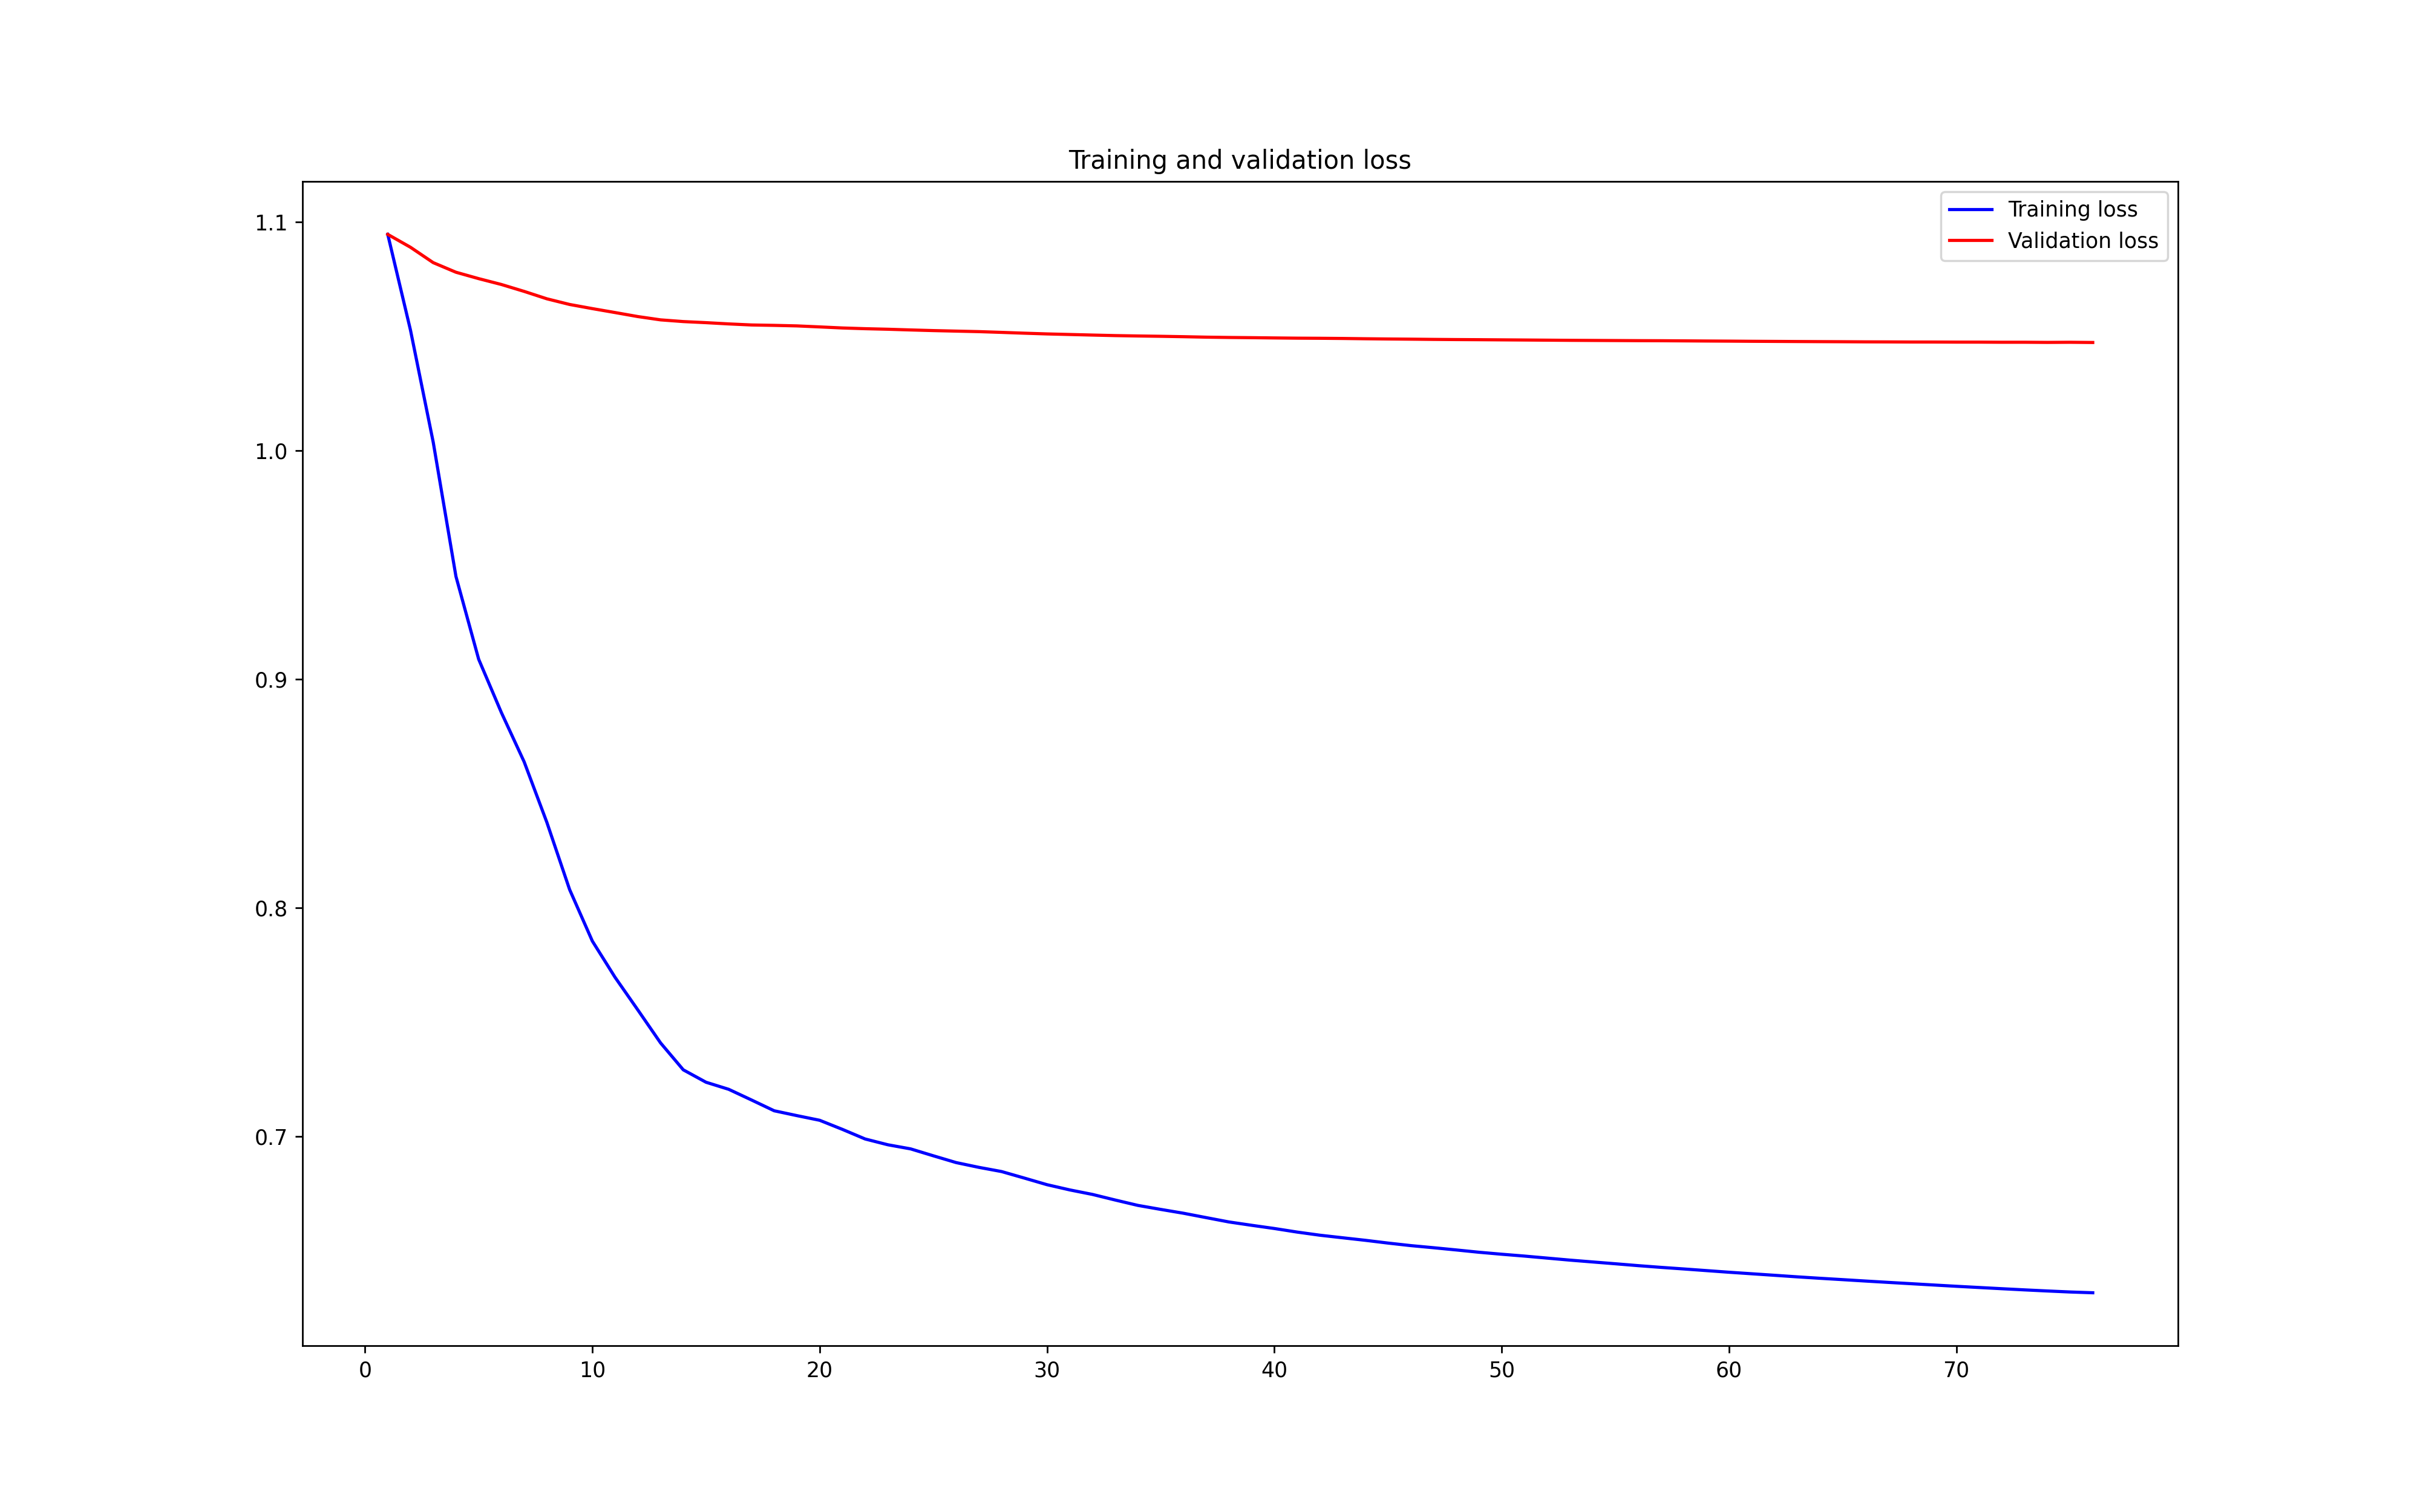 Training and validation loss
Training loss
Validation loss
1.1
1.0
0.9
0.8
0.7
0 10 20 30 40 50 60 70